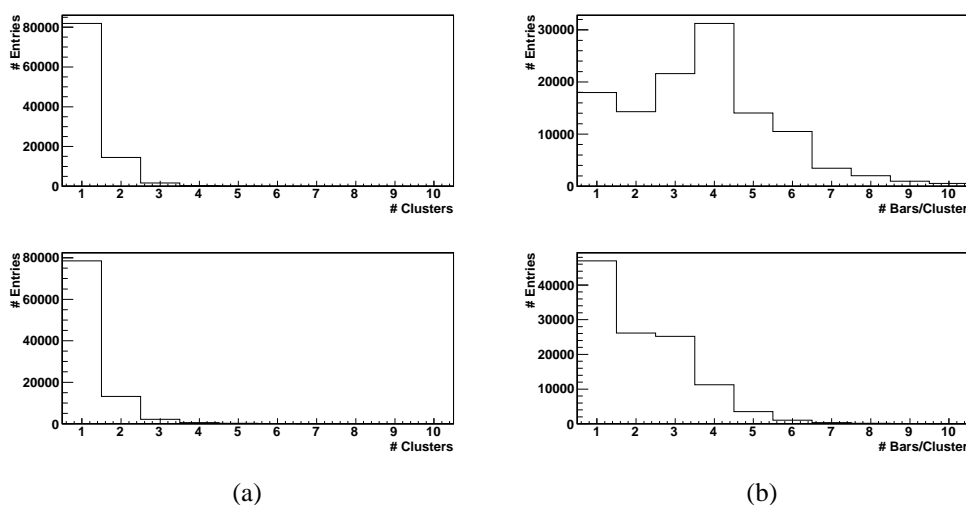 # Entries
80000
60000
40000
20000
0
1 2 3 4 5 6 7 8 9 10
# Clusters
# Entries
30000
20000
10000
0
1 2 3 4 5 6 7 8 9 10
# Bars/Cluster
# Entries
80000
60000
40000
20000
0
1 2 3 4 5 6 7 8 9 10
# Clusters
# Entries
40000
30000
20000
10000
0
1 2 3 4 5 6 7 8 9 10
# Bars/Cluster
(a)
(b)